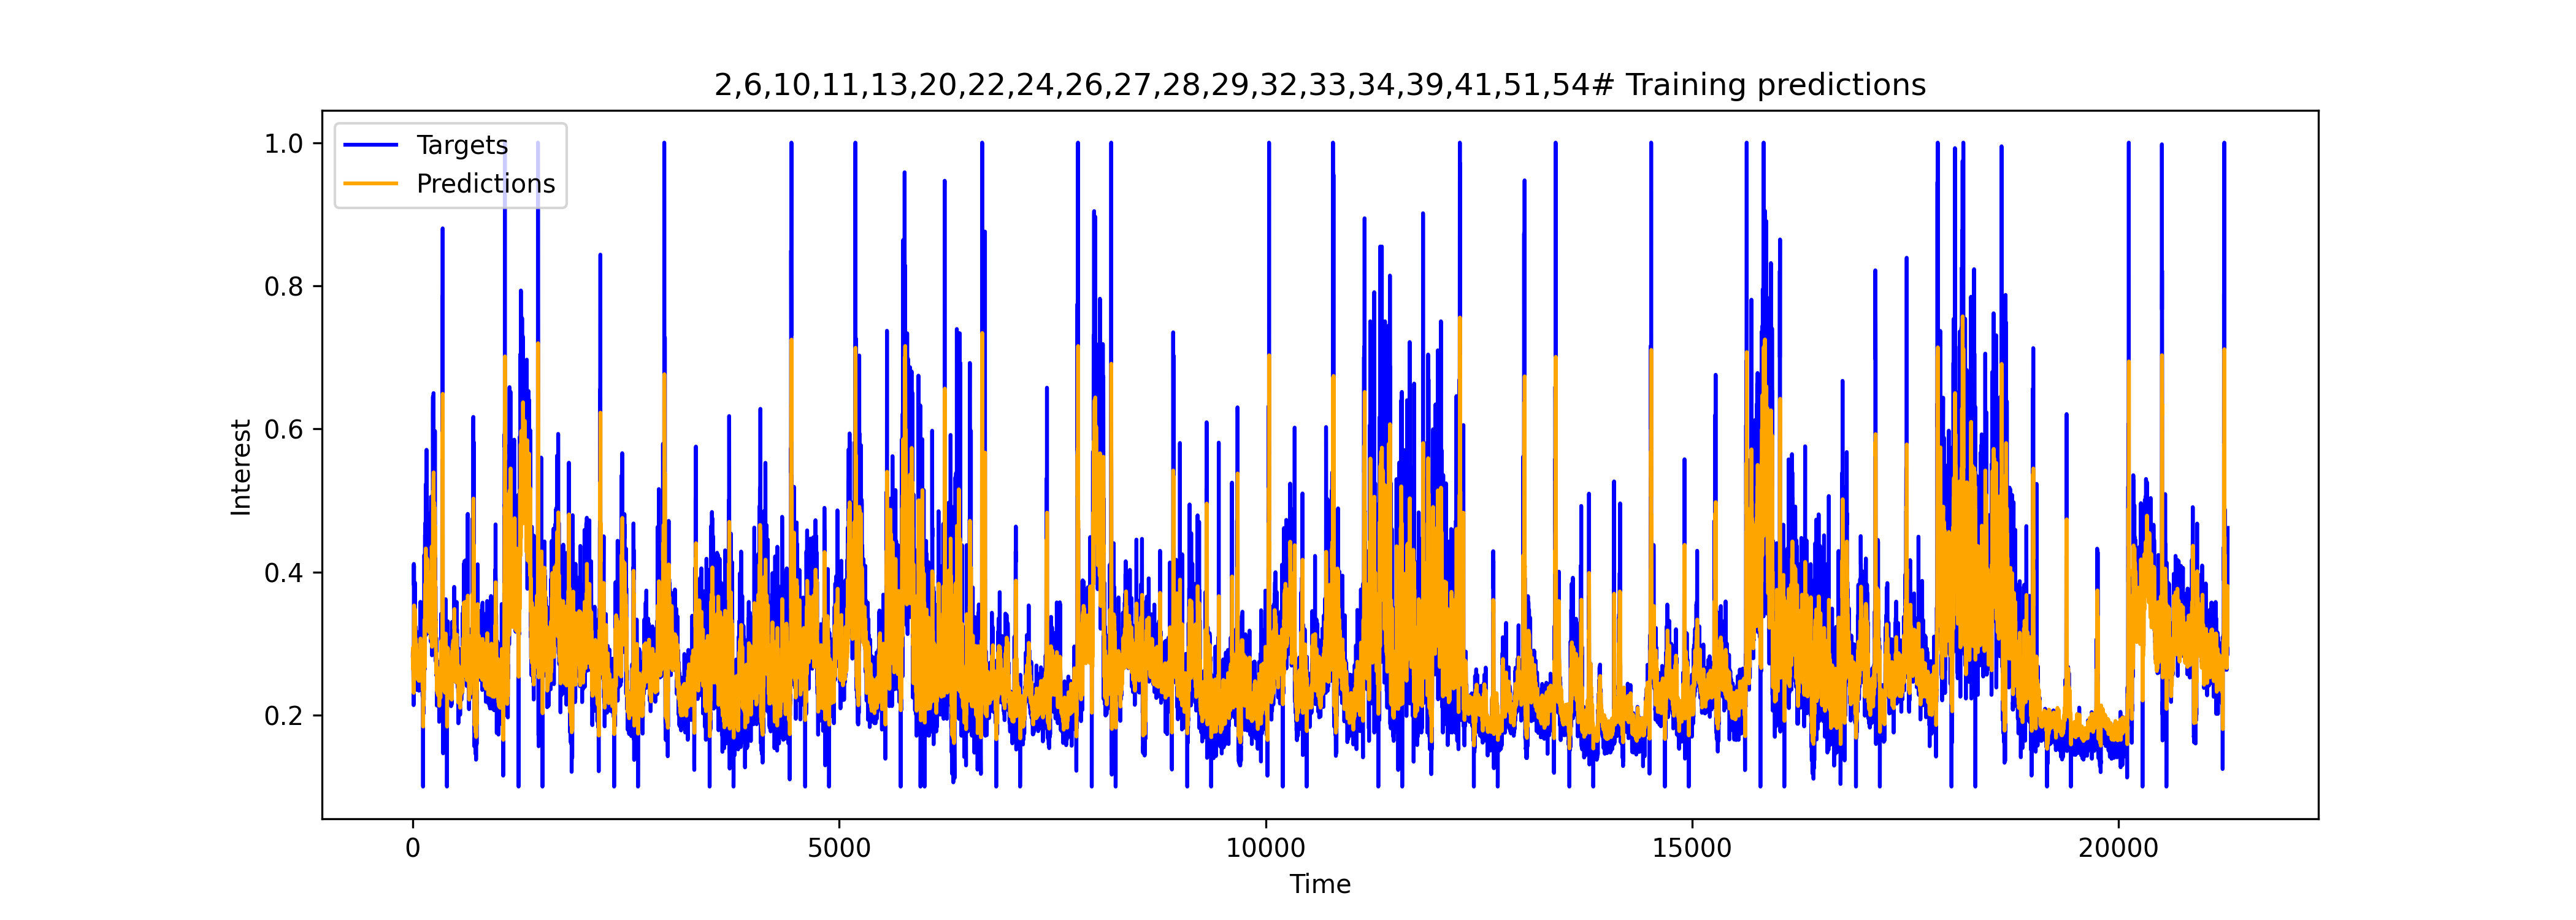 2,6,10,11,13,20,22,24,26,27,28,29,32,33,34,39,41,51,54# Training predictions
Targets
Predictions
1.0
0.8
0.6
0.4
0.2
Interest
0 5000 10000 15000 20000
Time